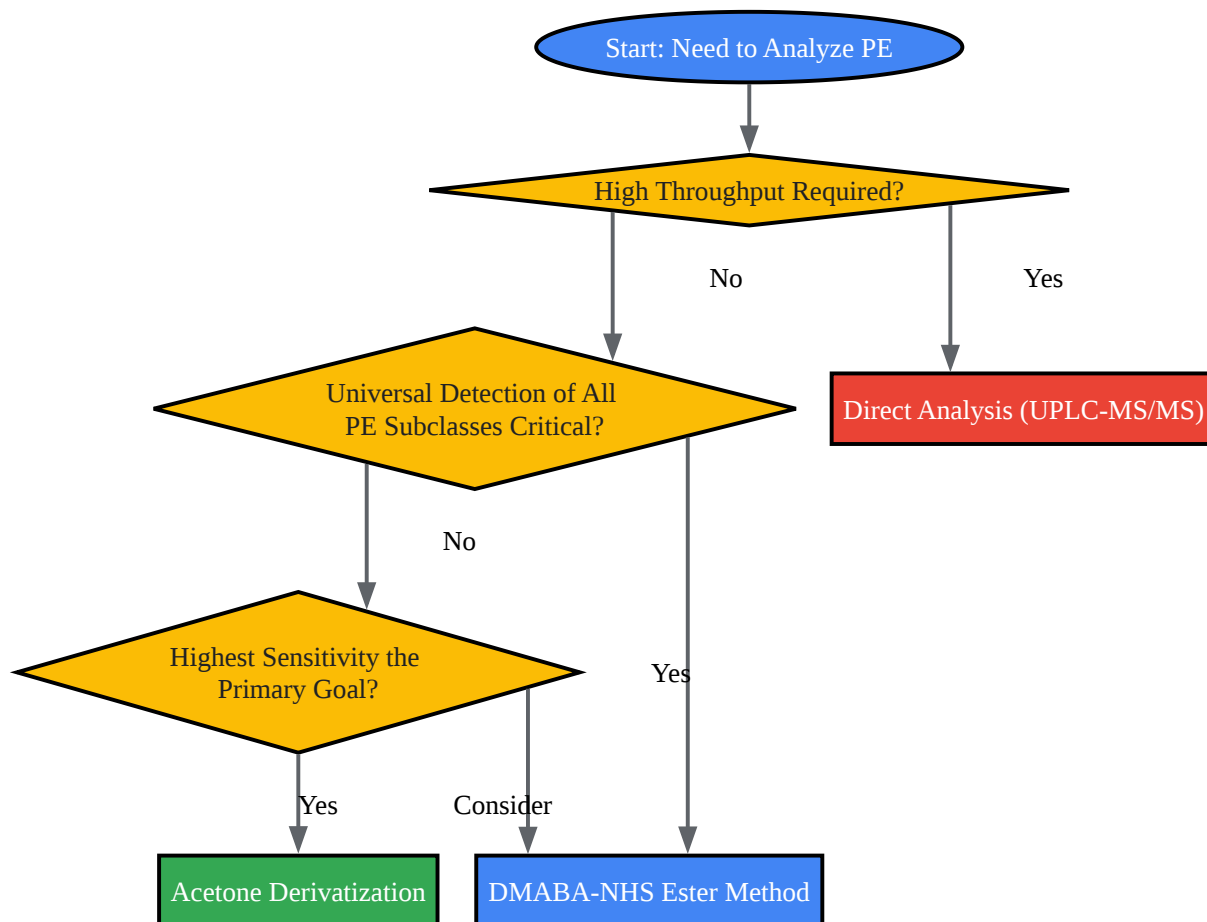 Start: Need to Analyze PE
High Throughput Required?
No
Yes
Universal Detection of All
PE Subclasses Critical?
Direct Analysis (UPLC-MS/MS)
No
Highest Sensitivity the
Primary Goal?
Yes
Yes
Consider
Acetone Derivatization
DMABA-NHS Ester Method